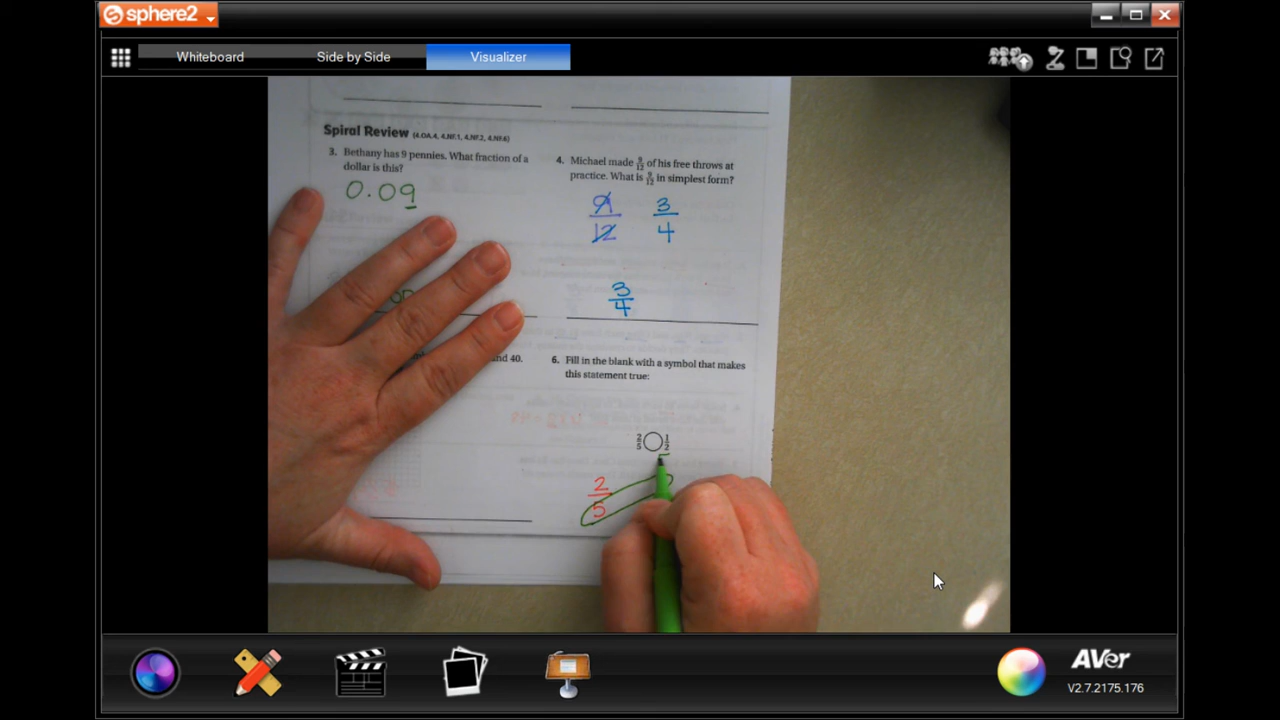 sphere2
Whiteboard
Side by Side
Visualizer
Spiral Review (4.OA.4, 4.NF.1, 4.NF.2, 4.NF.6)
3. Bethany has 9 pennies. What fraction of a
dollar is this?
0.09
4. Michael made 9/12 of his free throws at
practice. What is 9/12 in simplest form?
9/12 3/4
3/4
and 40.
6. Fill in the blank with a symbol that makes
this statement true:
2/5 ○ 1/2
2/5
AVer
V2.7.2175.176